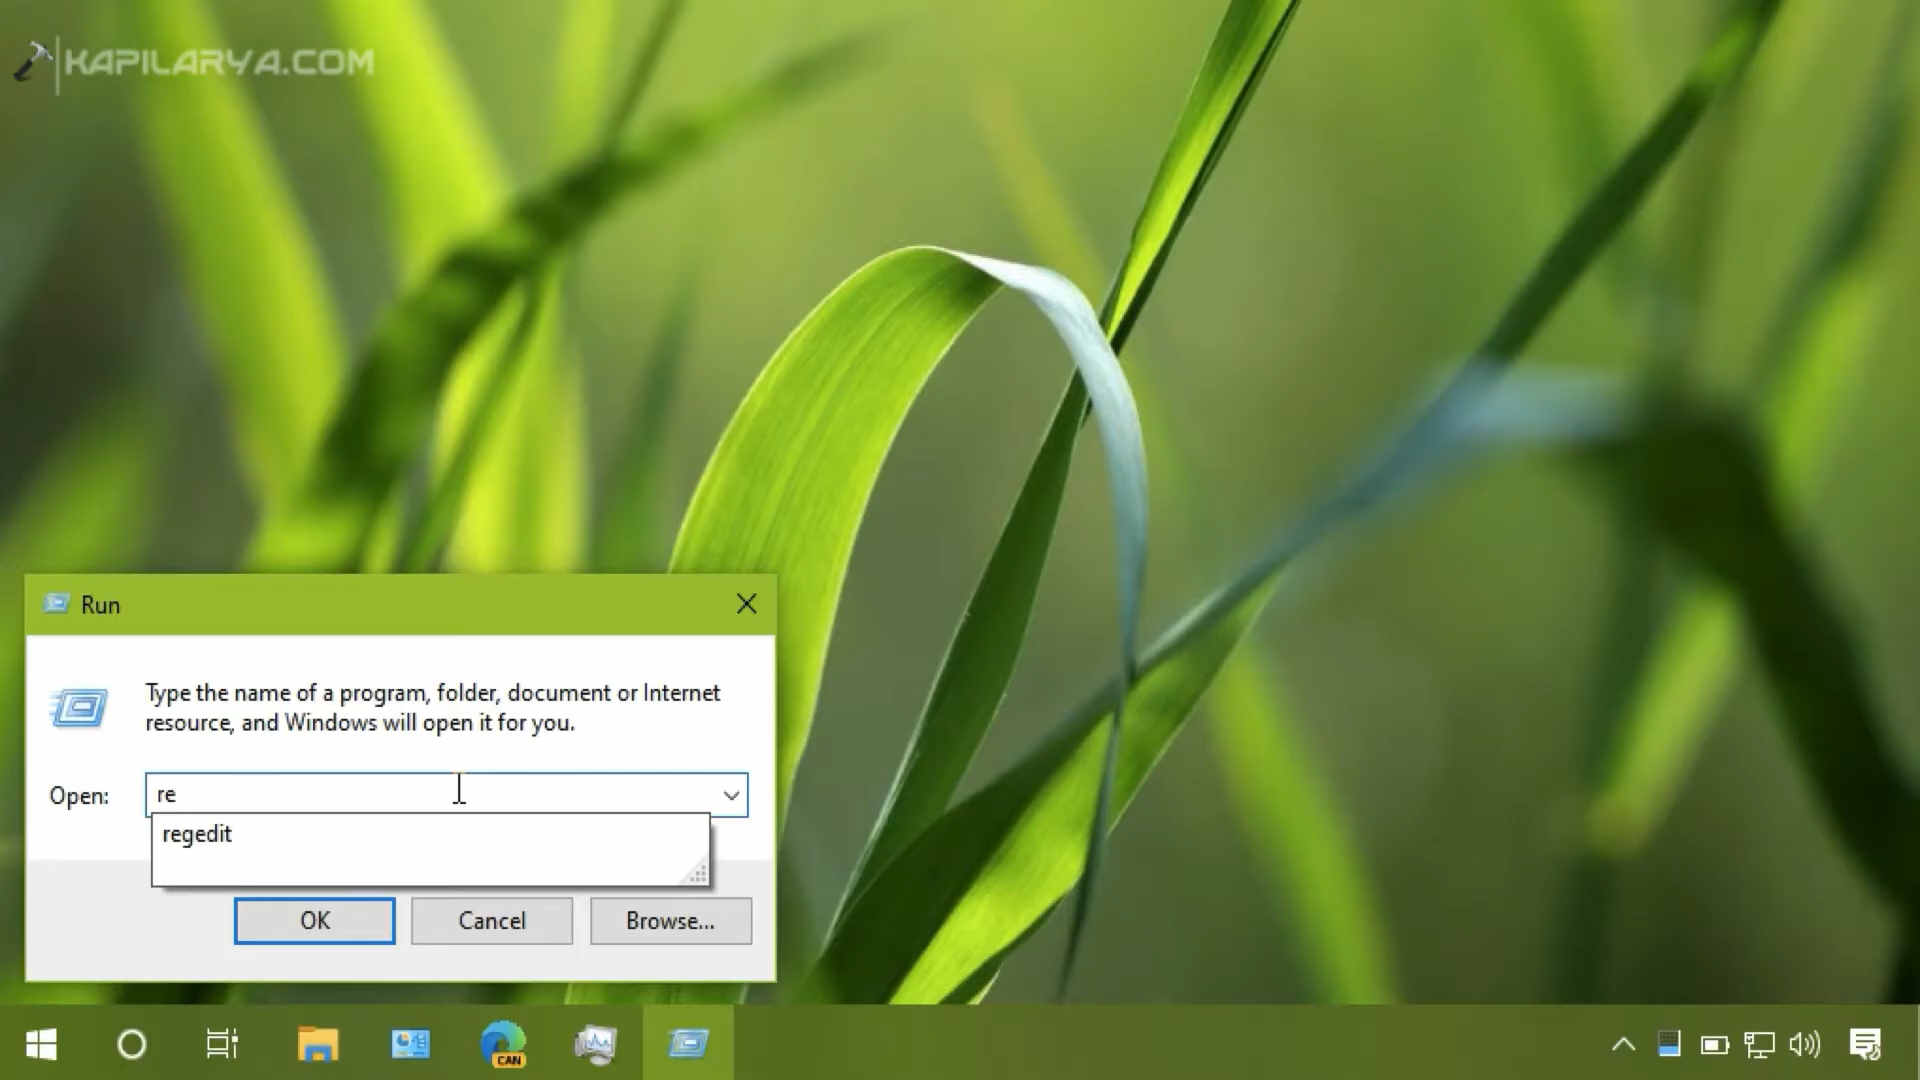 KAPILARYA.COM
Run
Type the name of a program, folder, document or Internet
resource, and Windows will open it for you.
Open:
re
regedit
OK
Cancel
Browse...
CAN